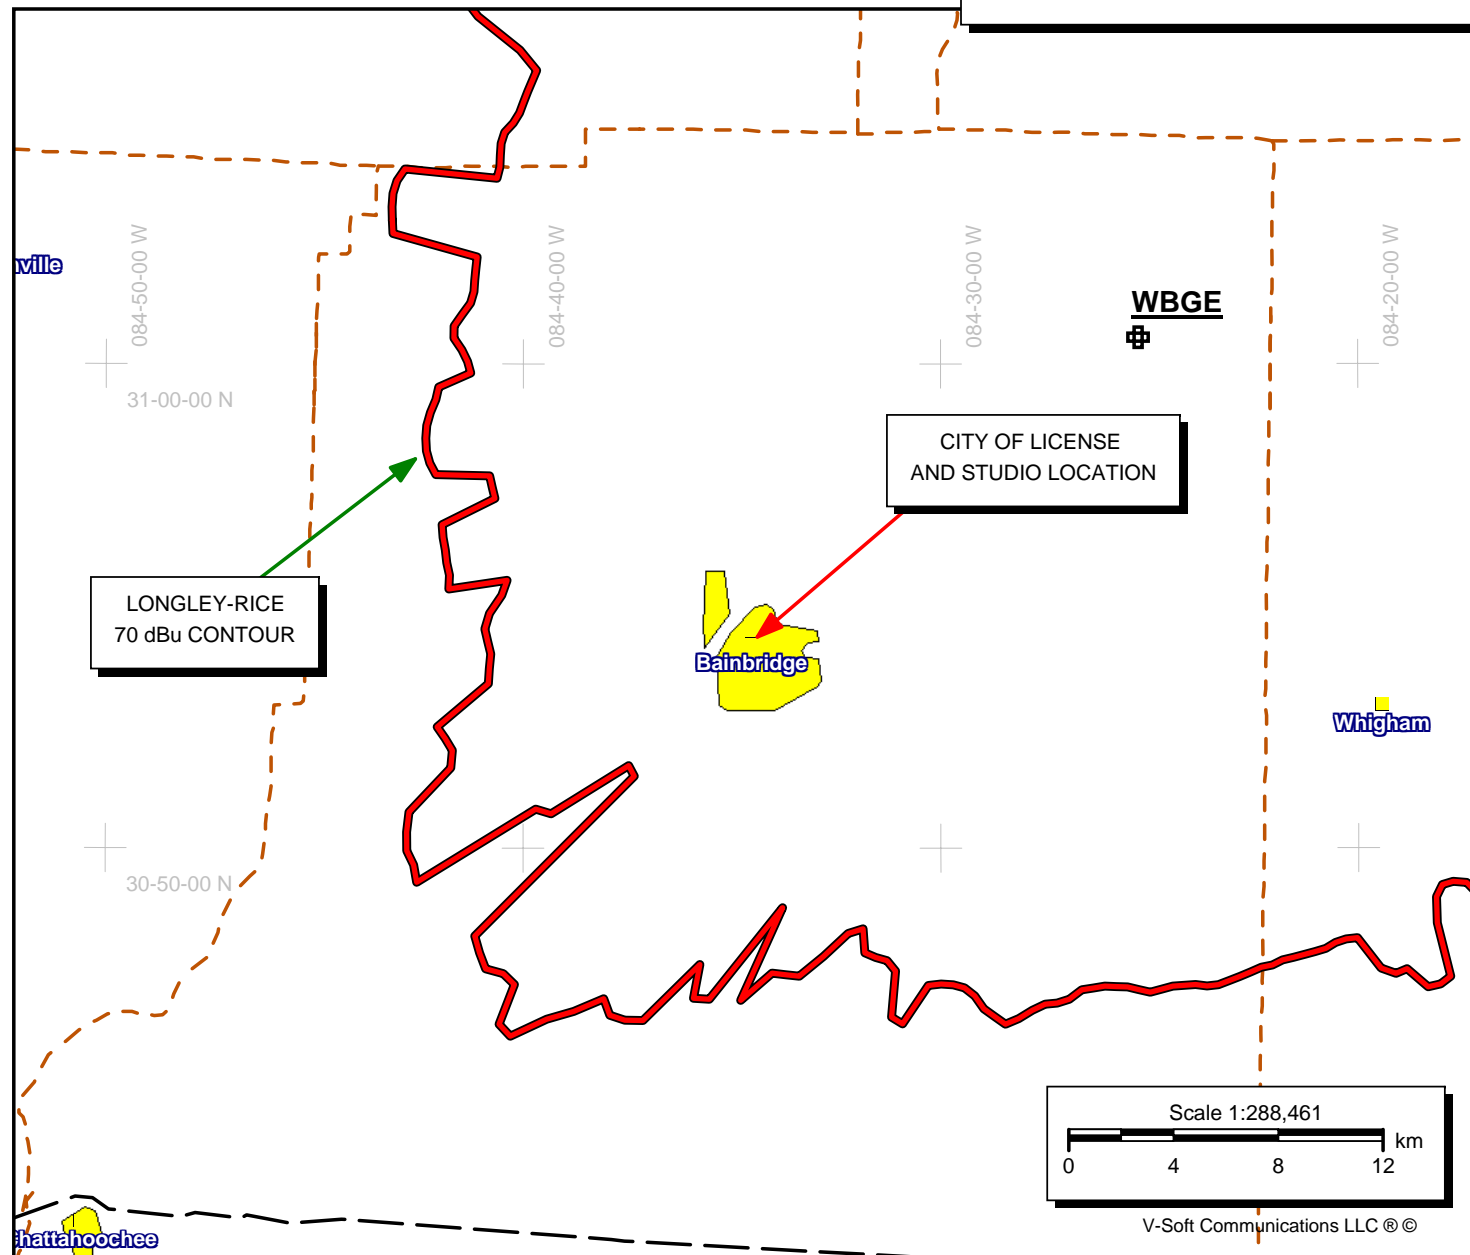 084-50-00 W
084-40-00 W
084-30-00 W
084-20-00 W
ville
WBGE
31-00-00 N
CITY OF LICENSE
AND STUDIO LOCATION
LONGLEY-RICE
70 dBu CONTOUR
Bainbridge
Whigham
30-50-00 N
Scale 1:288,461
km
0 4 8 12
V-Soft Communications LLC ® ©
hattahoochee